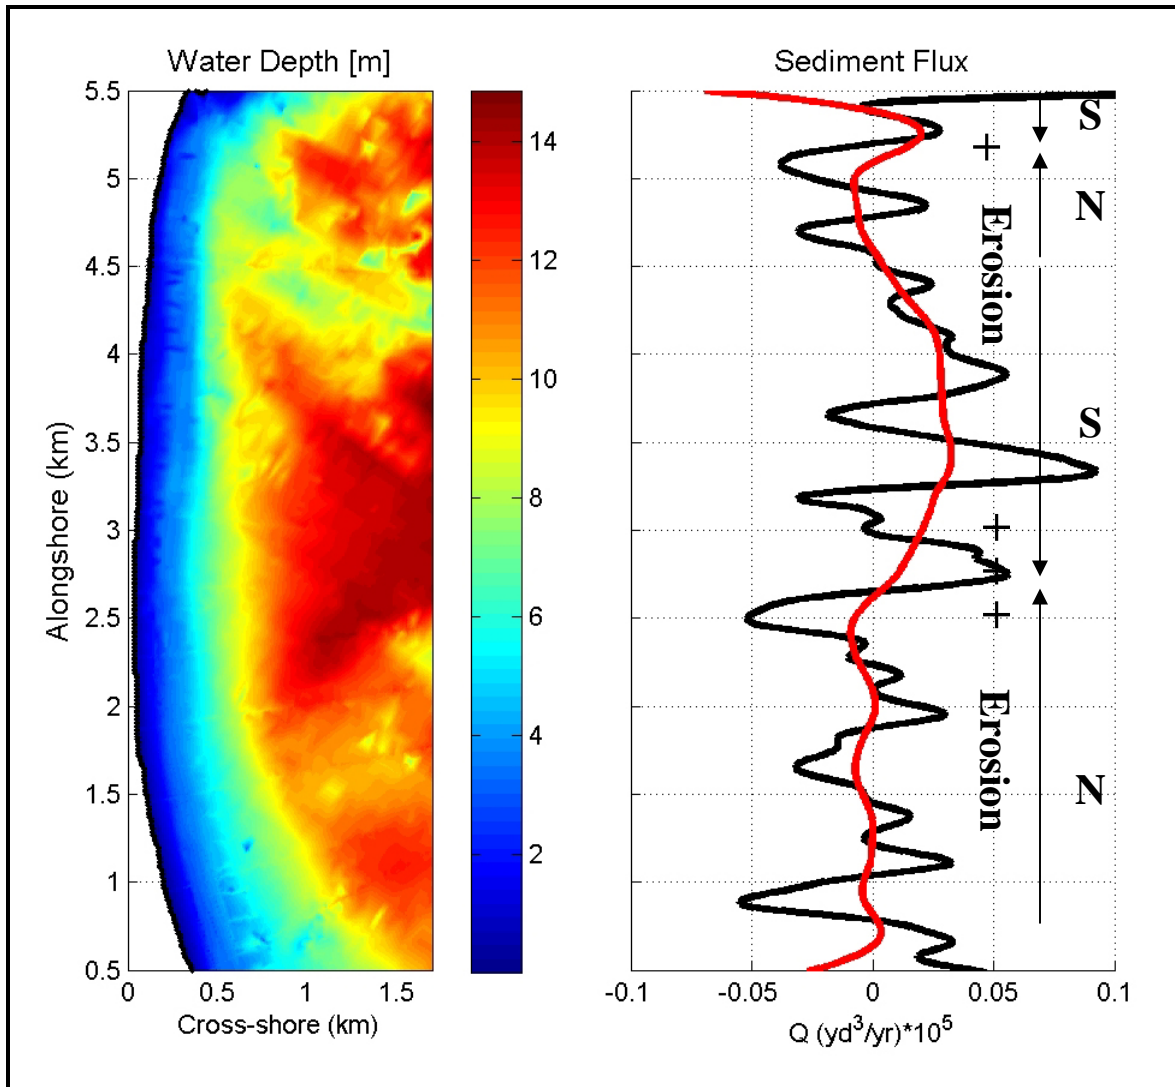 Water Depth [m]
5.5
5
4.5
4
3.5
3
2.5
2
1.5
1
0.5
Alongshore (km)
0
0.5
1
1.5
Cross-shore (km)
14
12
10
8
6
4
2
Sediment Flux
S
+
N
Erosion
S
+
+
+
Erosion
N
-0.1
-0.05
0
0.05
0.1
Q (yd³/yr)*10⁵